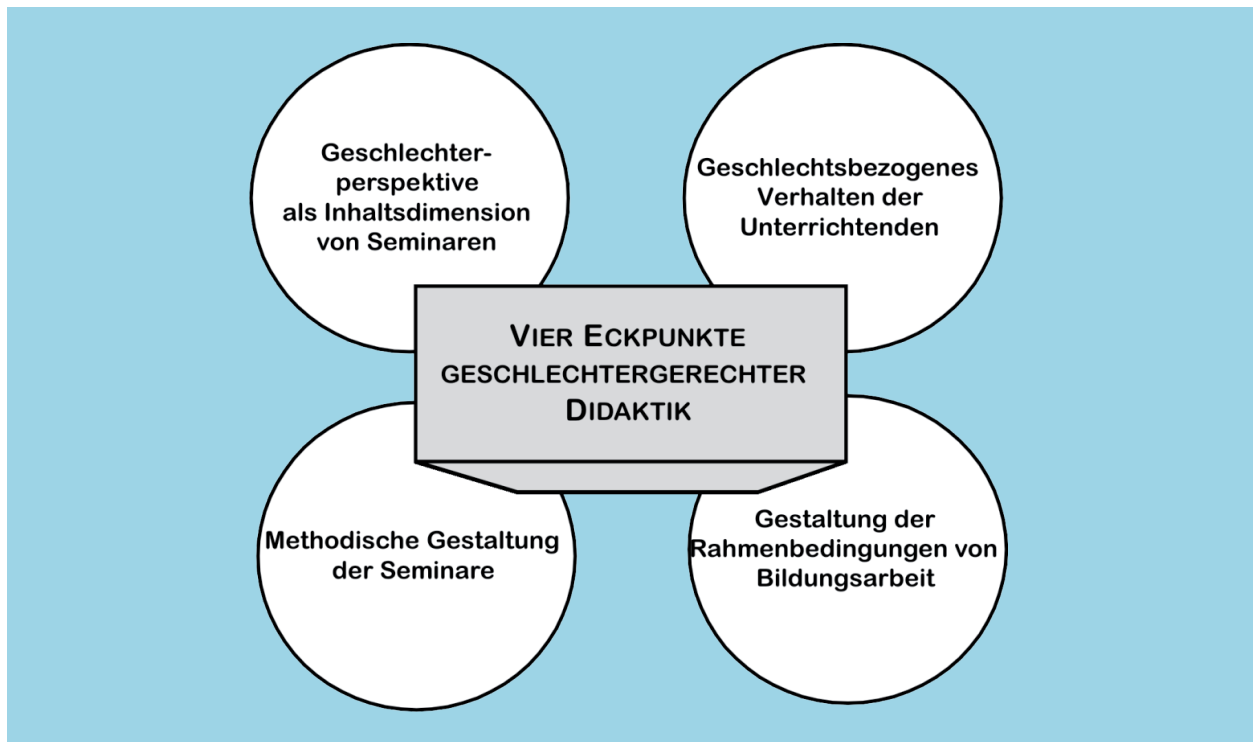 Geschlechter-
perspektive
als Inhaltsdimension
von Seminaren
Geschlechtsbezogenes
Verhalten der
Unterrichtenden
VIER ECKPUNKTE
GESCHLECHTERGERECHTER
DIDAKTIK
Methodische Gestaltung
der Seminare
Gestaltung der
Rahmenbedingungen von
Bildungsarbeit